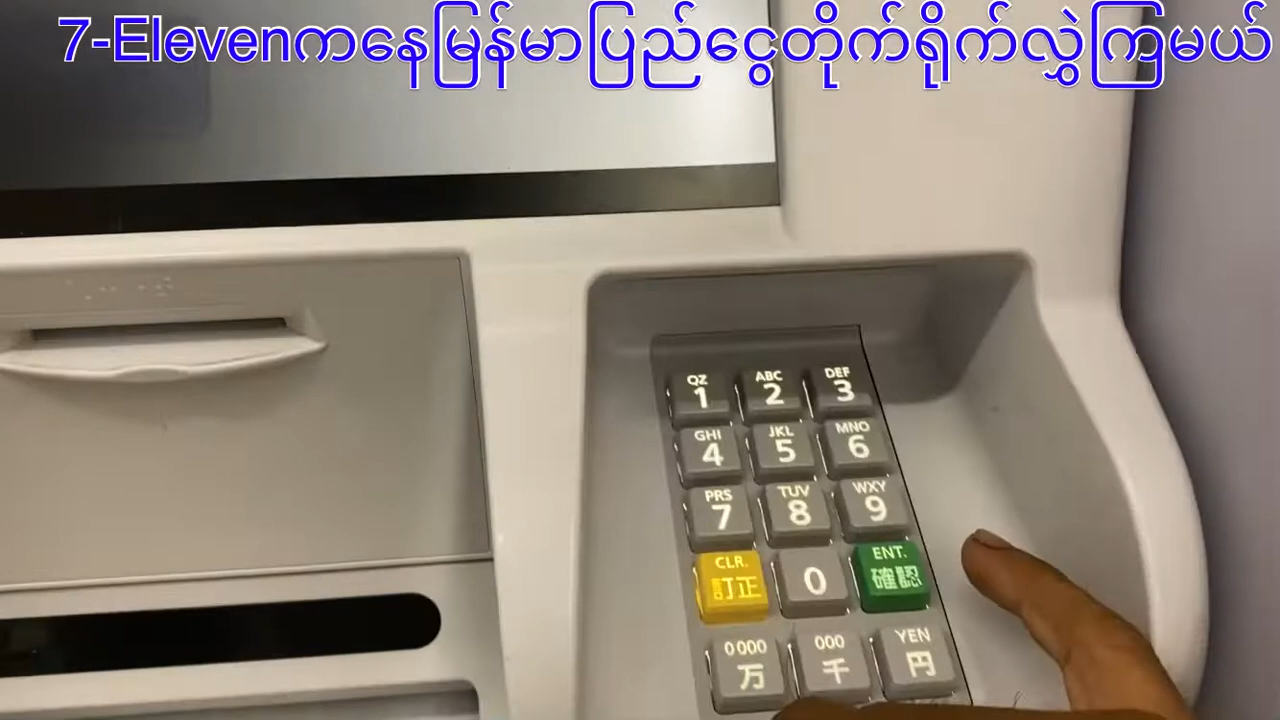 7-Elevenကနေမြန်မာပြည်ငွေတိုက်ရိုက်လွှဲကြမယ်
QZ ABC DEF
1 2 3
GHI JKL MNO
4 5 6
PRS TUV WXY
7 8 9
CLR. ENT.
訂正 0 確認
0000 000 YEN
万 千 円